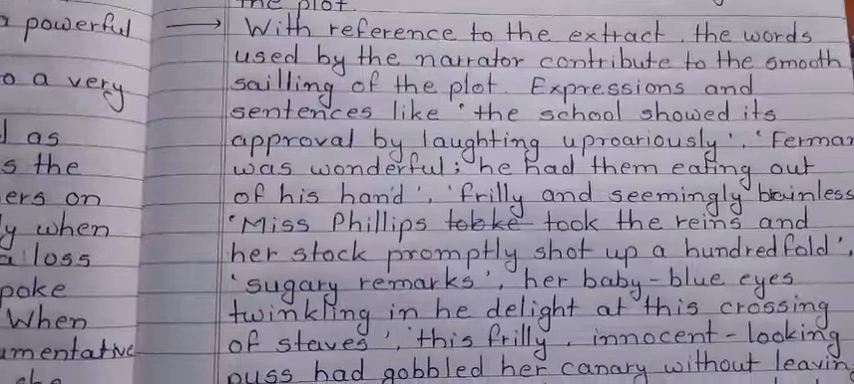 the plot.
powerful → With reference to the extract, the words
o a very used by the narrator contribute to the smooth
sailling of the plot. Expressions and
sentences like 'the school showed its
as approval by laughting uproariously', 'Ferman
s the was wonderful; he had them eating out
ers on of his hand', 'frilly and seemingly brainless
y when 'Miss Phillips tobke took the reins and
a loss her stock promptly shot up a hundredfold',
poke 'sugary remarks', her baby-blue eyes
When twinkling in he delight at this crossing
umentative of staves', 'this frilly, innocent-looking
puss had gobbled her canary without leavin